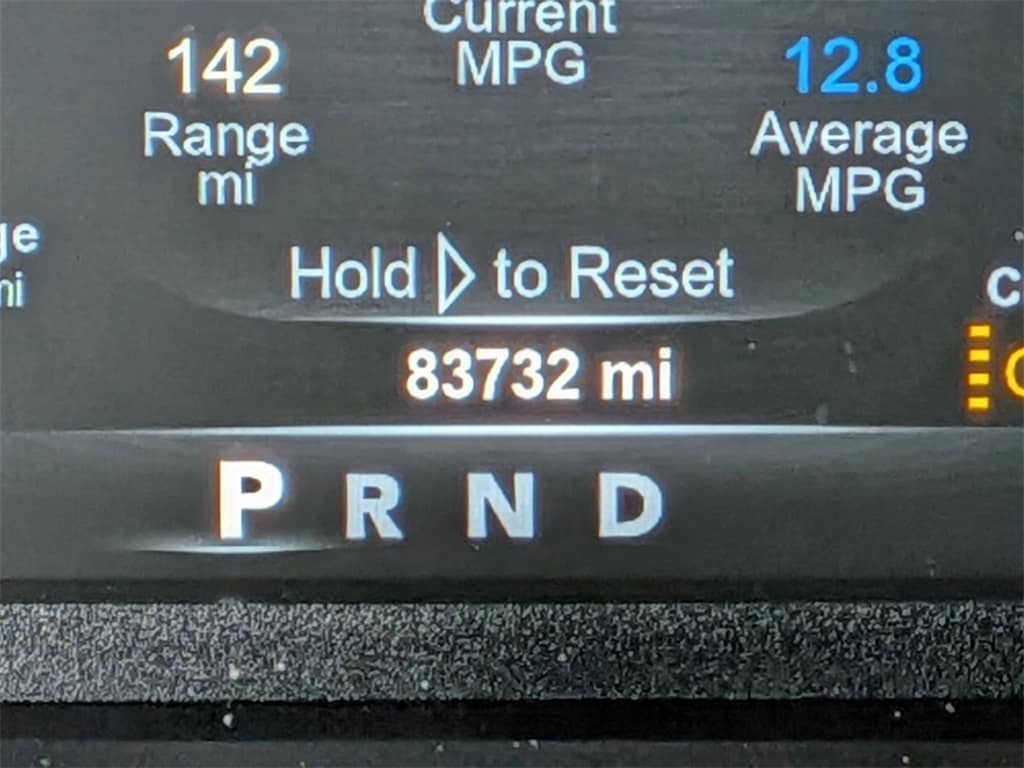 Current
MPG
142
Range
mi
12.8
Average
MPG
Hold ▷ to Reset
83732 mi
P R N D